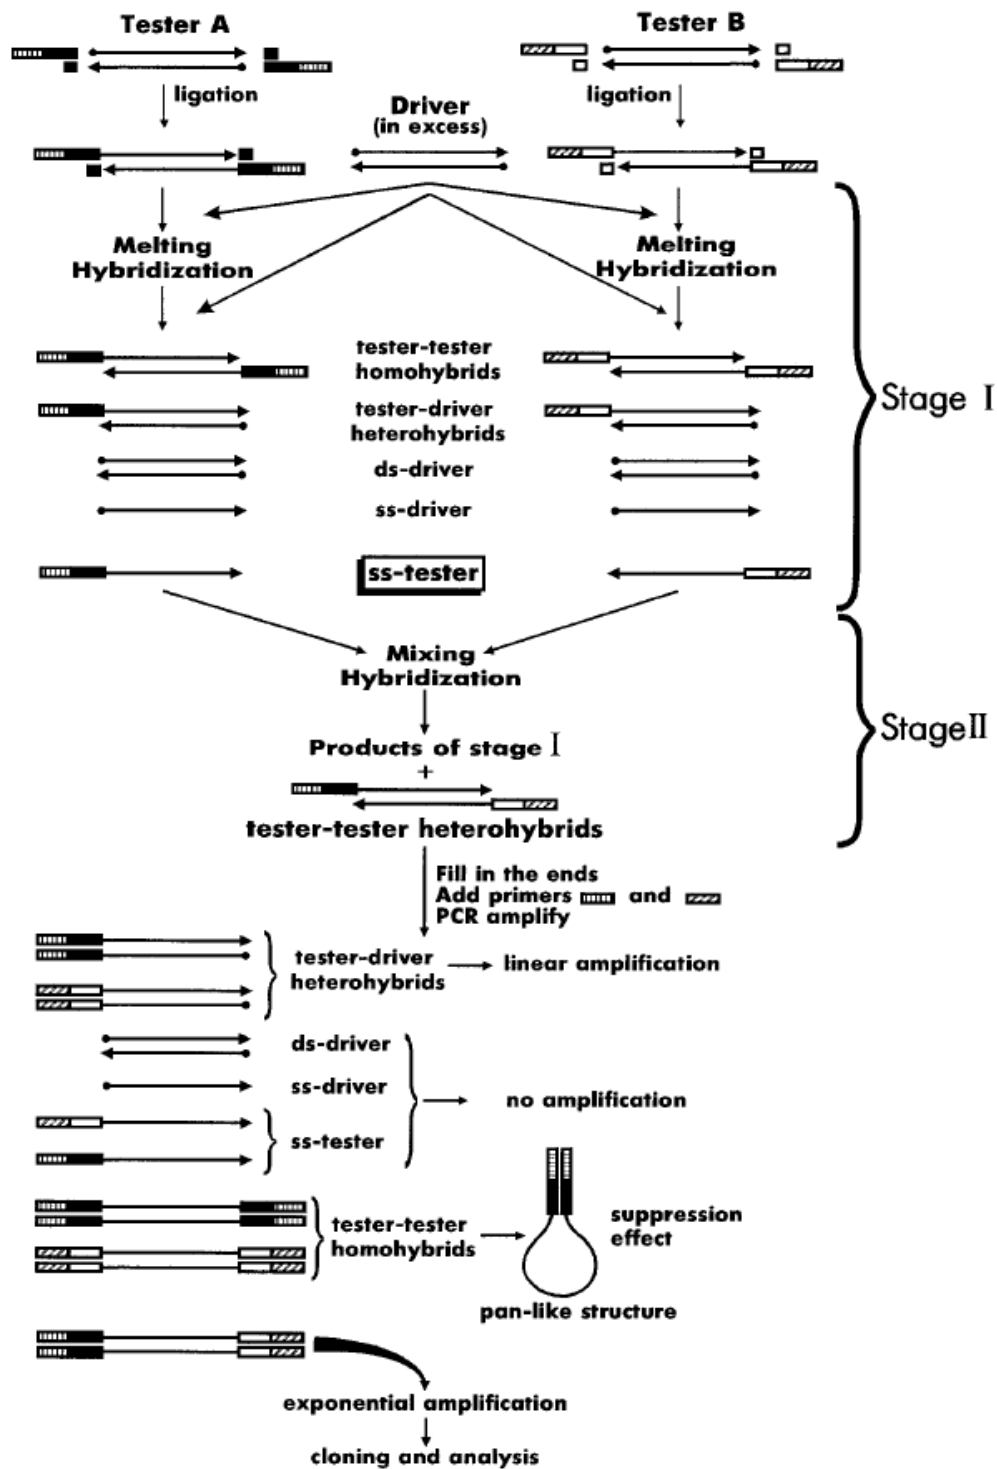 Tester A
Tester B
ligation
ligation
Driver
(in excess)
Melting
Hybridization
Melting
Hybridization
tester-tester
homohybrids
tester-driver
heterohybrids
ds-driver
ss-driver
ss-tester
Stage I
Mixing
Hybridization
Products of stage I
+
tester-tester heterohybrids
Stage II
Fill in the ends
Add primers and
PCR amplify
tester-driver
heterohybrids
linear amplification
ds-driver
ss-driver
ss-tester
no amplification
tester-tester
homohybrids
suppression
effect
pan-like structure
exponential amplification
cloning and analysis